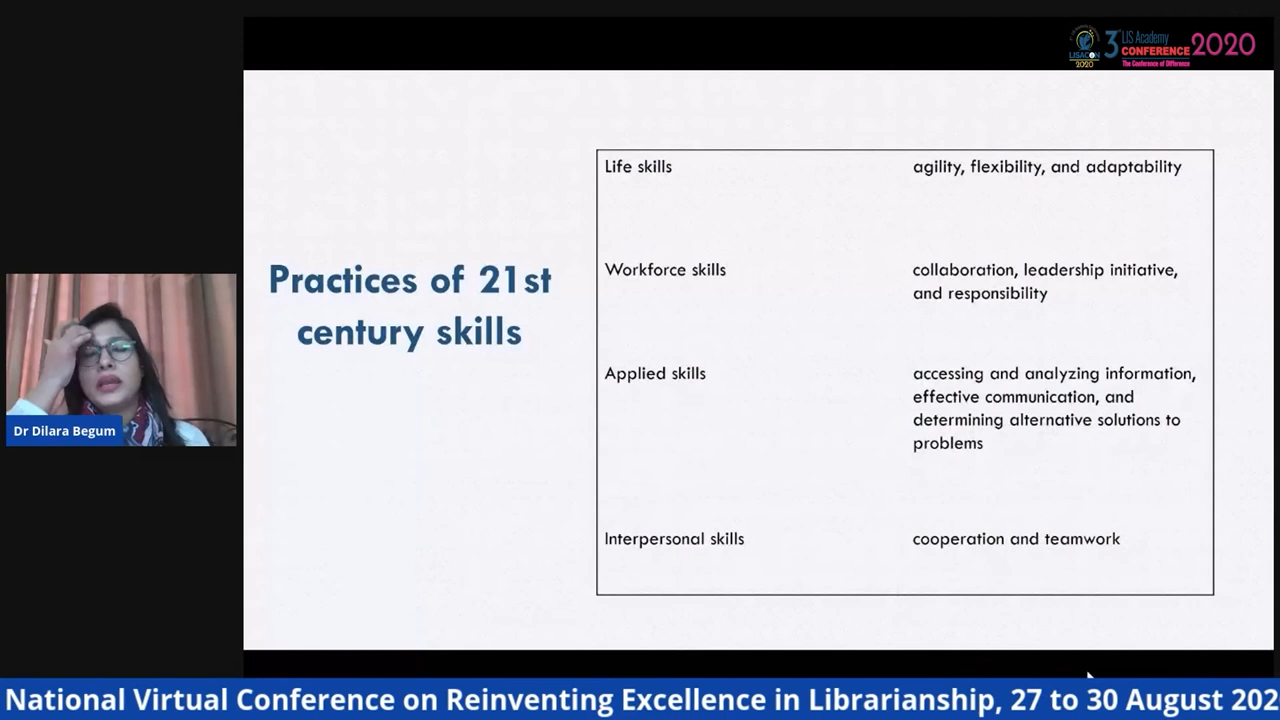 3rd LIS Academy
CONFERENCE 2020
The Conference of Difference
LISACON
2020
Practices of 21st
century skills
Life skills agility, flexibility, and adaptability
Workforce skills collaboration, leadership initiative,
and responsibility
Applied skills accessing and analyzing information,
effective communication, and
determining alternative solutions to
problems
Interpersonal skills cooperation and teamwork
Dr Dilara Begum
National Virtual Conference on Reinventing Excellence in Librarianship, 27 to 30 August 202